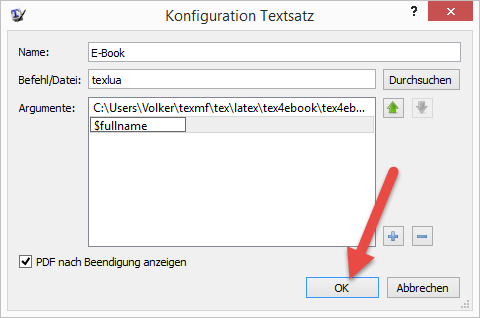 Konfiguration Textsatz
Name: E-Book
Befehl/Datei: texlua Durchsuchen
Argumente: C:\Users\Volker\texmf\tex\latex\tex4ebook\tex4eb...
$fullname
PDF nach Beendigung anzeigen
OK Abbrechen